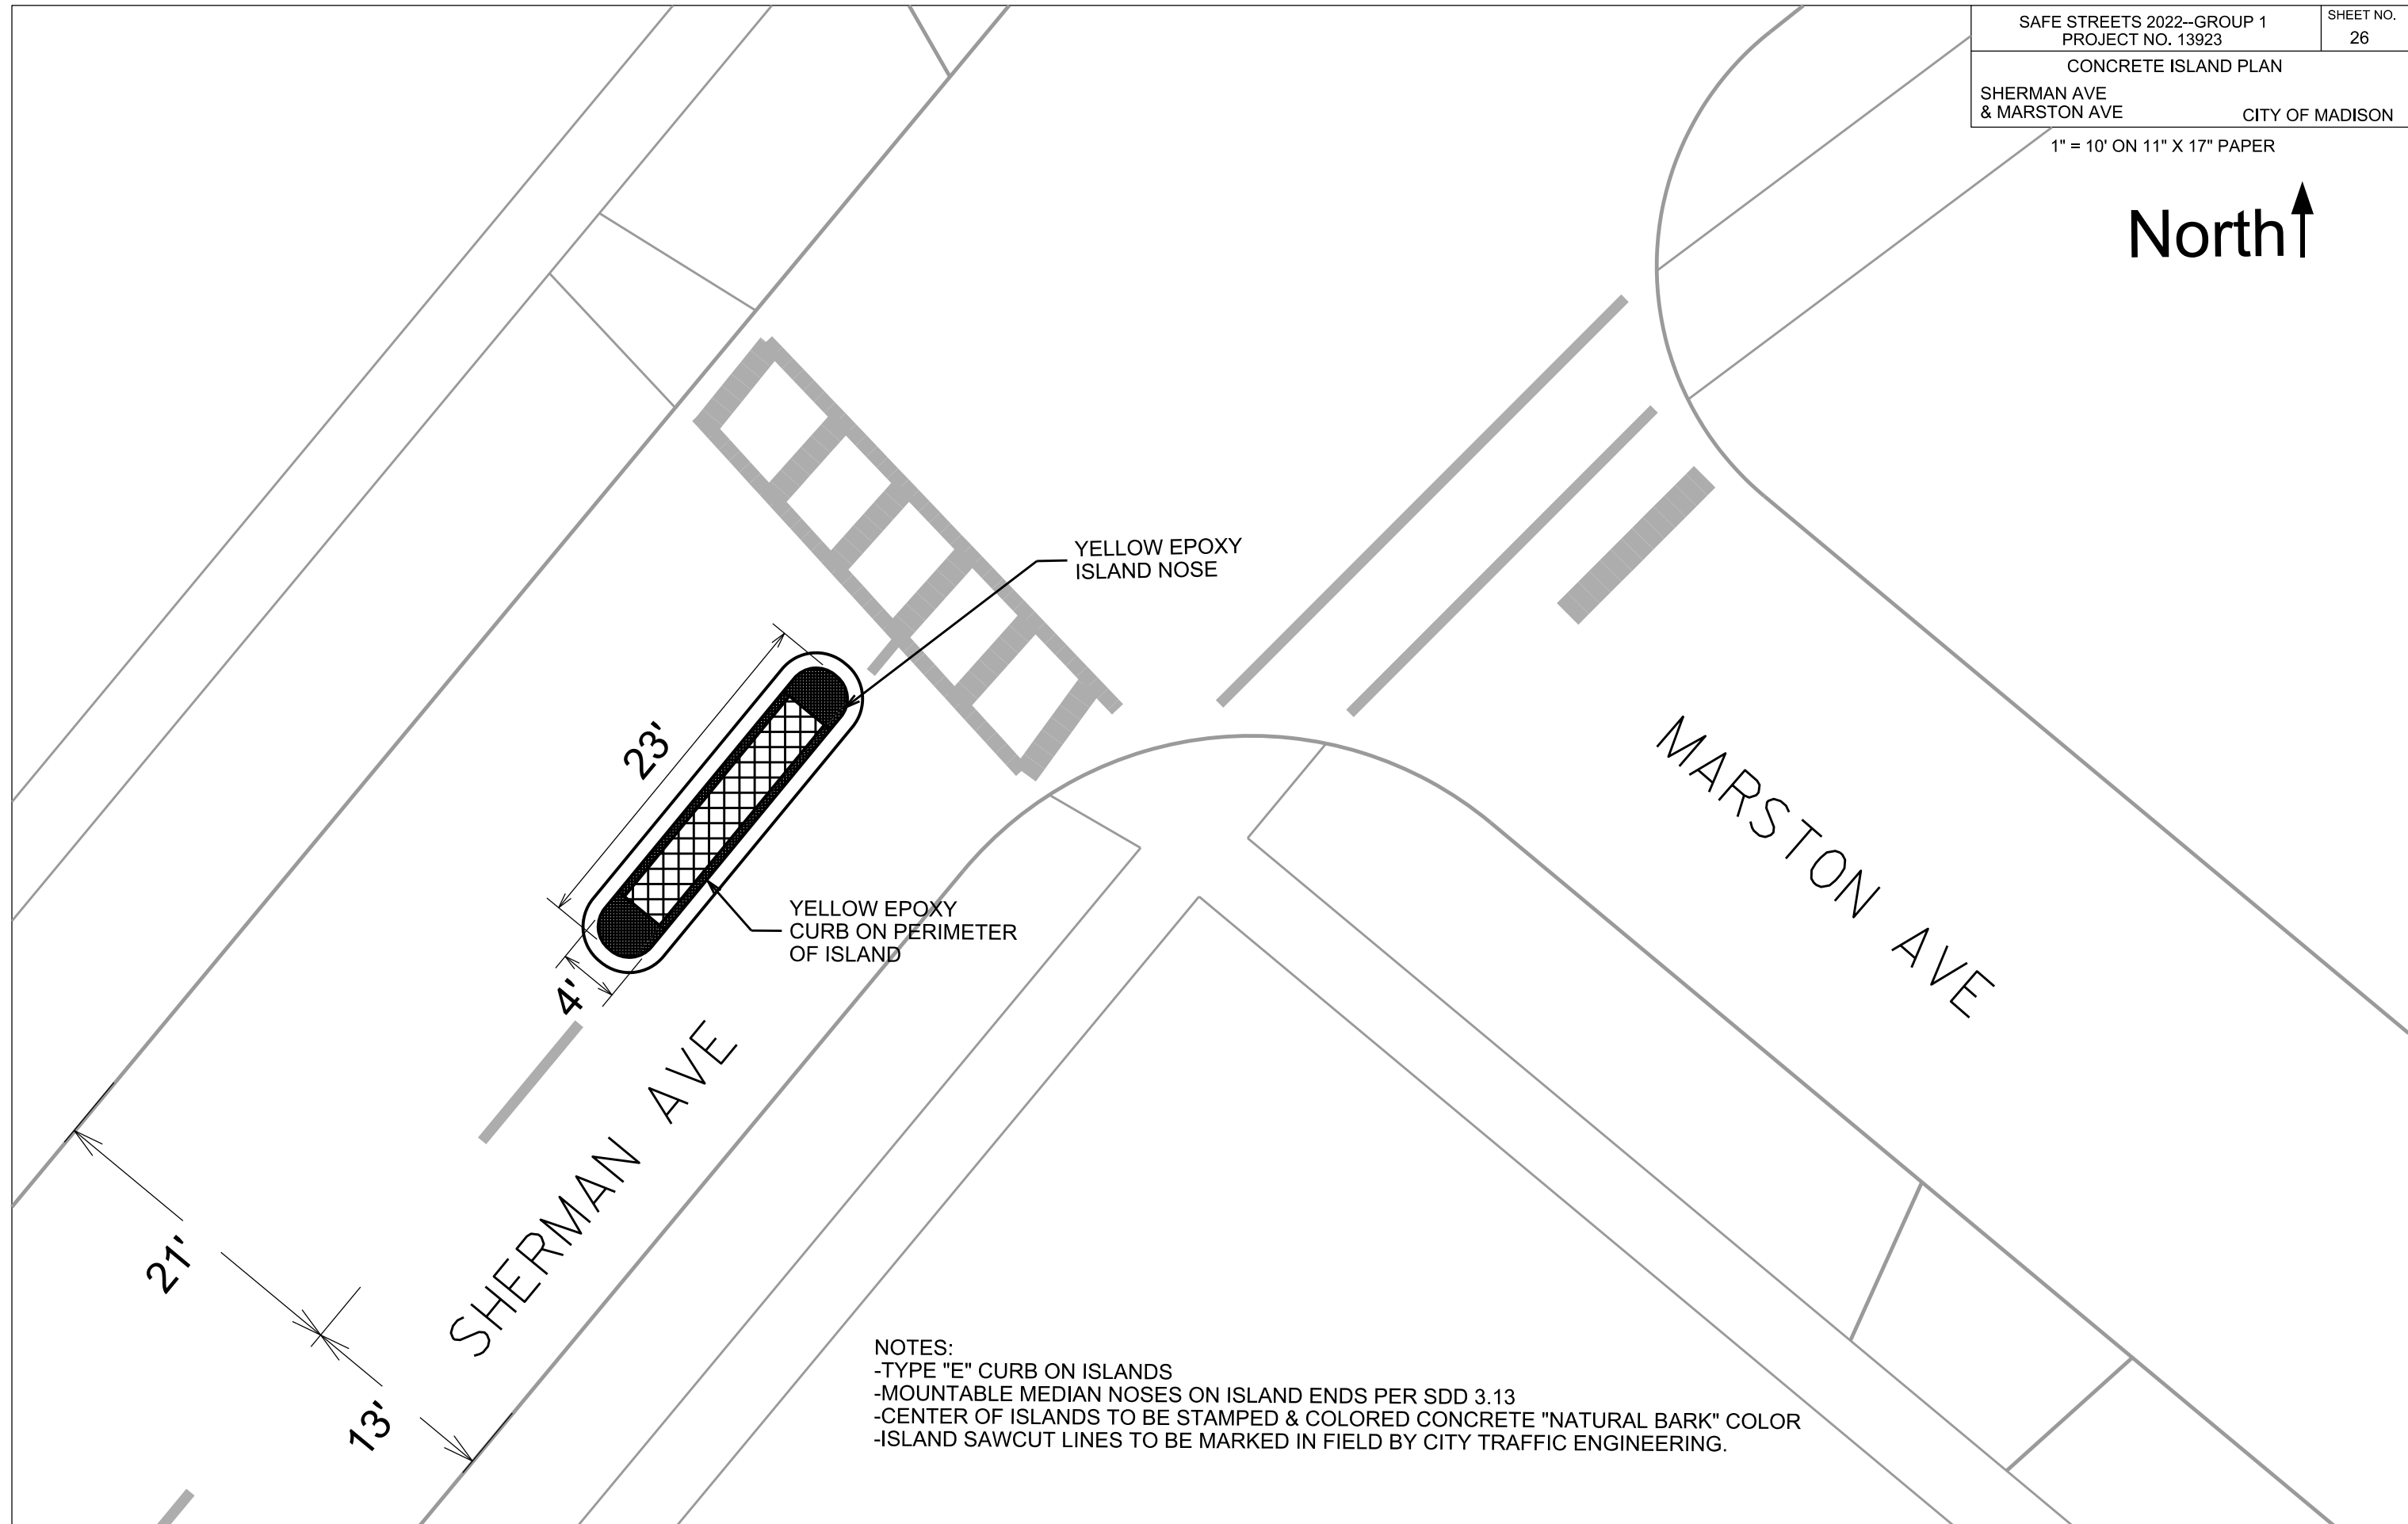 SAFE STREETS 2022--GROUP 1
PROJECT NO. 13923
SHEET NO.
26
CONCRETE ISLAND PLAN
SHERMAN AVE
& MARSTON AVE
CITY OF MADISON
1" = 10' ON 11" X 17" PAPER
North
YELLOW EPOXY
ISLAND NOSE
23'
MARSTON AVE
YELLOW EPOXY
CURB ON PERIMETER
OF ISLAND
4'
SHERMAN AVE
21'
13'
NOTES:
-TYPE "E" CURB ON ISLANDS
-MOUNTABLE MEDIAN NOSES ON ISLAND ENDS PER SDD 3.13
-CENTER OF ISLANDS TO BE STAMPED & COLORED CONCRETE "NATURAL BARK" COLOR
-ISLAND SAWCUT LINES TO BE MARKED IN FIELD BY CITY TRAFFIC ENGINEERING.